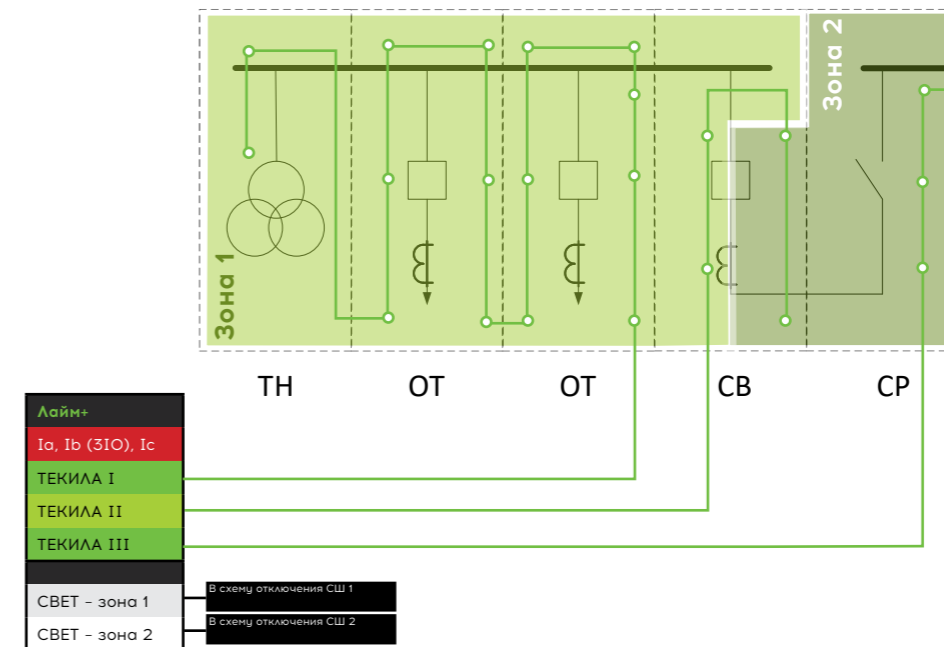 Зона 1
Зона 2
ТН
ОТ
ОТ
СВ
СР
Лайм+
Ia, Ib (3IO), Ic
ТЕКИЛА I
ТЕКИЛА II
ТЕКИЛА III
СВЕТ - зона 1
В схему отключения СШ 1
СВЕТ - зона 2
В схему отключения СШ 2